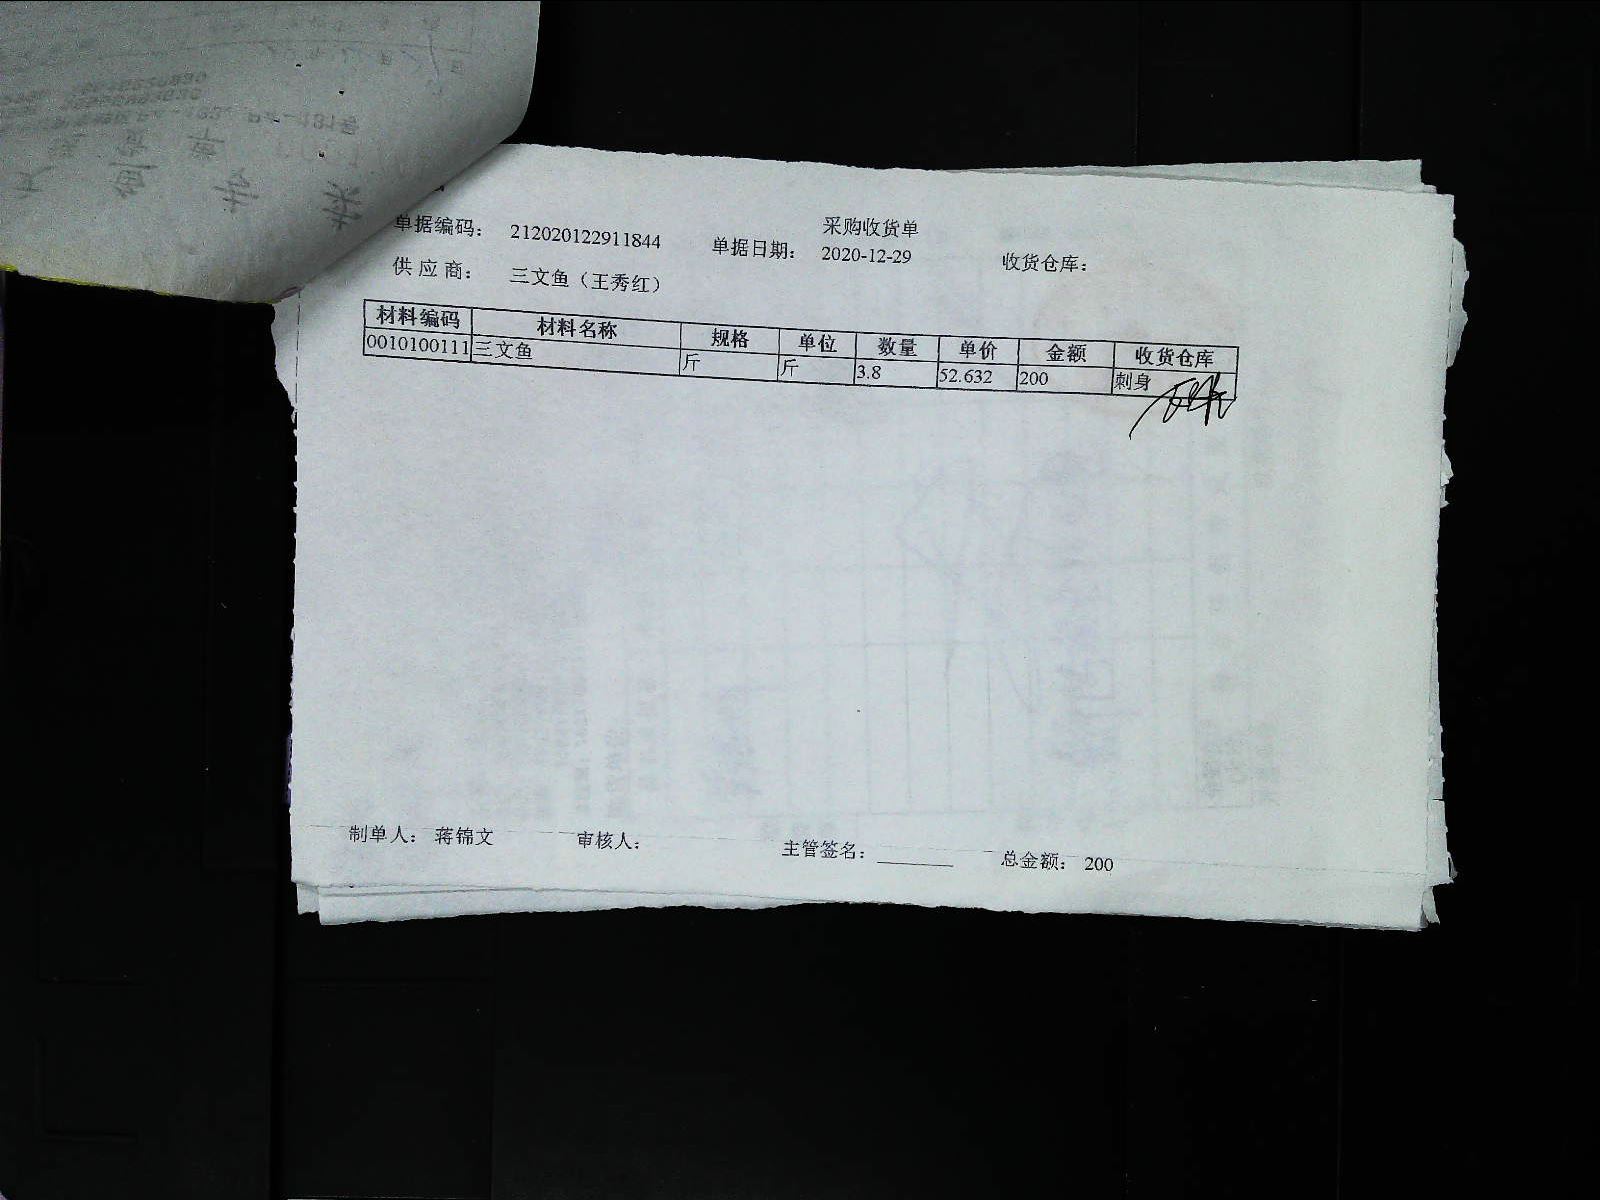 采购收货单
单据编码： 212020122911844 单据日期： 2020-12-29 收货仓库：
供应商： 三文鱼（王秀红）
材料编码 材料名称 规格 单位 数量 单价 金额 收货仓库
0010100111 三文鱼 斤 斤 3.8 52.632 200 刺身
制单人： 蒋锦文 审核人： 主管签名： 总金额： 200